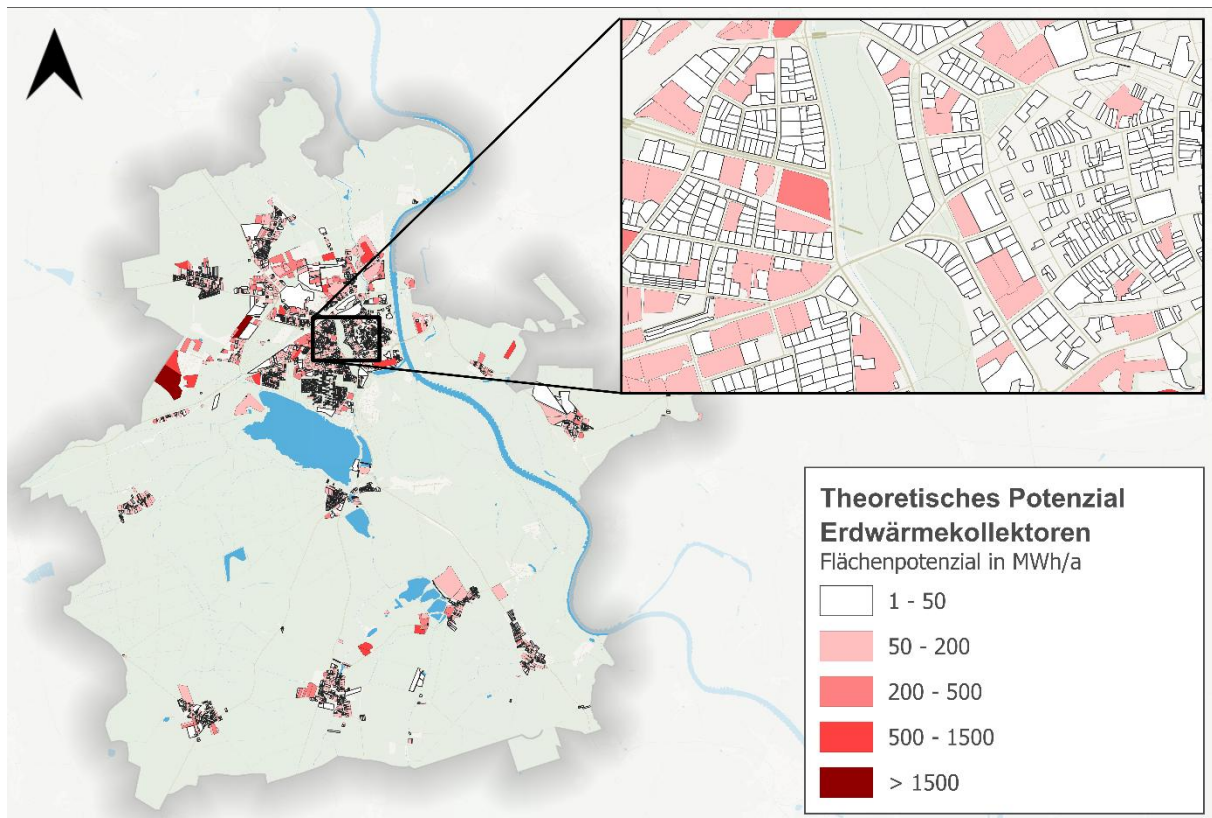 Theoretisches Potenzial
Erdwärmekollektoren
Flächenpotenzial in MWh/a
1 - 50
50 - 200
200 - 500
500 - 1500
> 1500